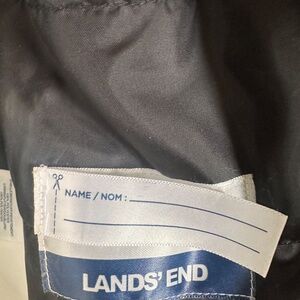 NAME / NOM :
LANDS' END